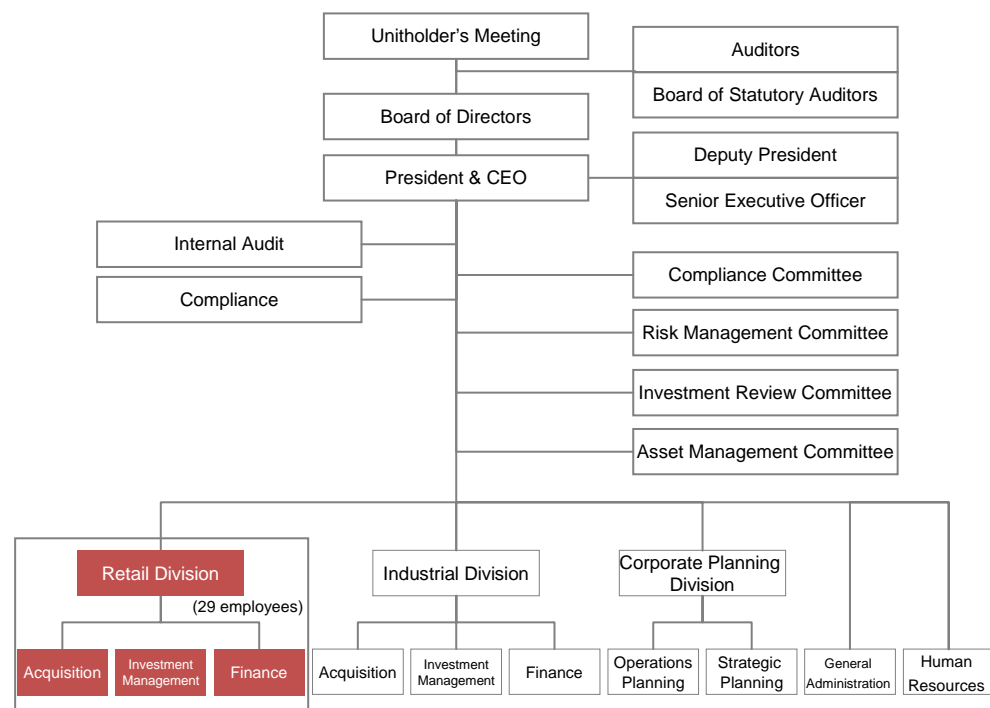 Unitholder's Meeting
Auditors
Board of Statutory Auditors
Board of Directors
Deputy President
President & CEO
Senior Executive Officer
Internal Audit
Compliance Committee
Compliance
Risk Management Committee
Investment Review Committee
Asset Management Committee
Retail Division
(29 employees)
Industrial Division
Corporate Planning
Division
Acquisition
Investment
Management
Finance
Acquisition
Investment
Management
Finance
Operations
Planning
Strategic
Planning
General
Administration
Human
Resources